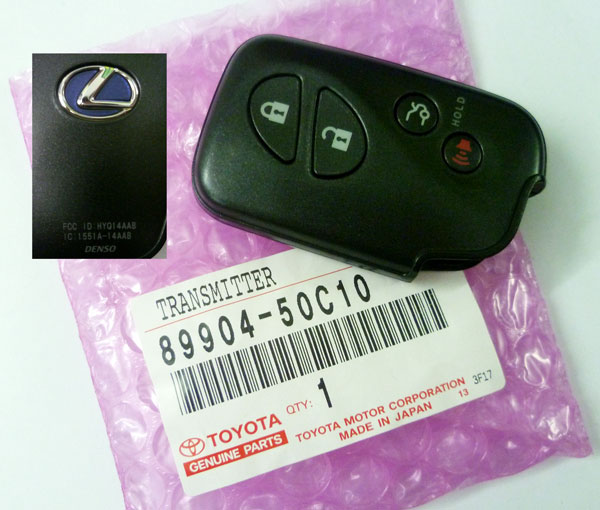 HOLD
FCC ID:HYQ14AAB
IC:1551A-14AAB
DENSO
TRANSMITTER
89904-50C10
QTY: 1
TOYOTA
GENUINE PARTS
TOYOTA MOTOR CORPORATION
MADE IN JAPAN 13
3F17